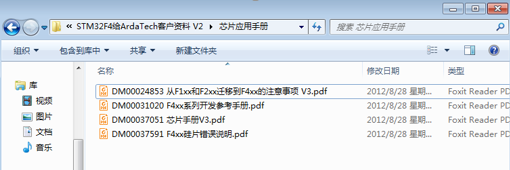 STM32F4给ArdaTech客户资料 V2 ▸ 芯片应用手册
搜索 芯片应用手册
组织 包含到库中 共享 新建文件夹
名称 修改日期 类型
库
视频
图片
文档
音乐
DM00024853 从F1xx和F2xx迁移到F4xx的注意事项 V3.pdf 2012/8/28 星期... Foxit Reader PD
DM00031020 F4xx系列开发参考手册.pdf 2012/8/28 星期... Foxit Reader PD
DM00037051 芯片手册V3.pdf 2012/8/28 星期... Foxit Reader PD
DM00037591 F4xx硅片错误说明.pdf 2012/8/28 星期... Foxit Reader PD